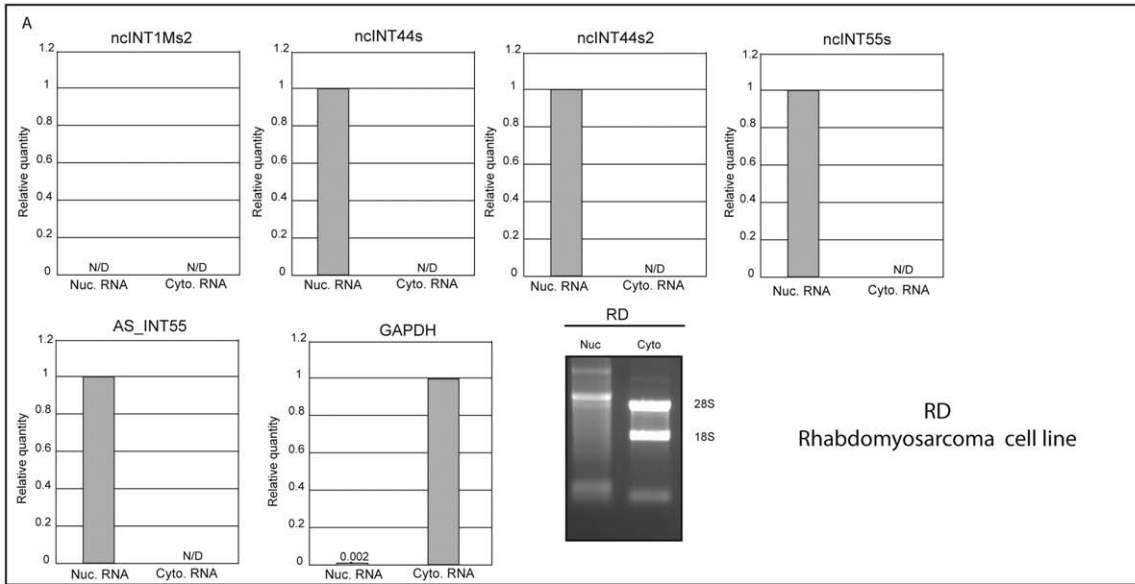 A
ncINT1Ms2
1.2
1
0.8
0.6
0.4
0.2
0
Relative quantity
N/D
N/D
Nuc. RNA
Cyto. RNA
ncINT44s
1.2
1
0.8
0.6
0.4
0.2
0
Relative quantity
N/D
Nuc. RNA
Cyto. RNA
ncINT44s2
1.2
1
0.8
0.6
0.4
0.2
0
Relative quantity
N/D
Nuc. RNA
Cyto. RNA
ncINT55s
1.2
1
0.8
0.6
0.4
0.2
0
Relative quantity
N/D
Nuc. RNA
Cyto. RNA
AS_INT55
1.2
1
0.8
0.6
0.4
0.2
0
Relative quantity
N/D
Nuc. RNA
Cyto. RNA
GAPDH
1.2
1
0.8
0.6
0.4
0.2
0
Relative quantity
0.002
Nuc. RNA
Cyto. RNA
RD
Nuc
Cyto
28S
18S
RD
Rhabdomyosarcoma cell line